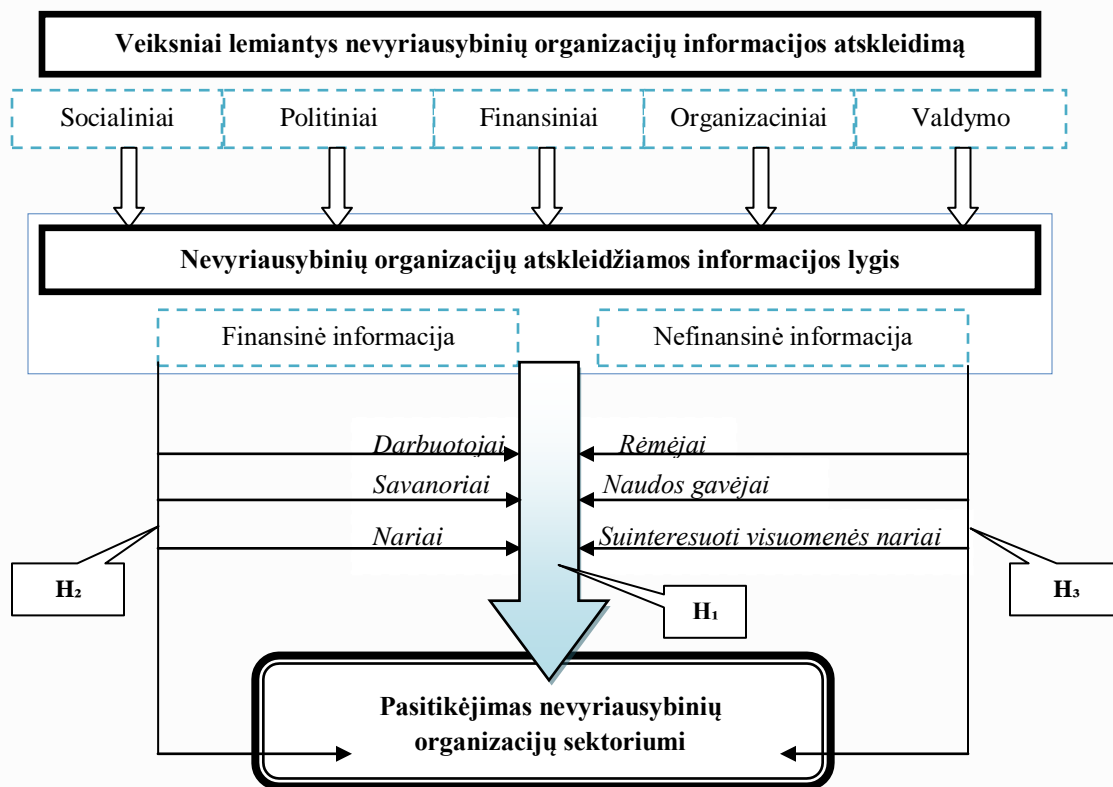 Veiksniai lemiantys nevyriausybinių organizacijų informacijos atskleidimą
Socialiniai Politiniai Finansiniai Organizaciniai Valdymo
Nevyriausybinių organizacijų atskleidžiamos informacijos lygis
Finansinė informacija Nefinansinė informacija
Darbuotojai Rėmėjai
Savanoriai Naudos gavėjai
Nariai Suinteresuoti visuomenės nariai
H₂ H₁ H₃
Pasitikėjimas nevyriausybinių
organizacijų sektoriumi